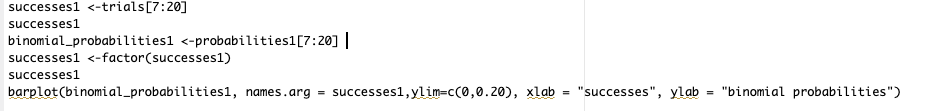 successes1 <-trials[7:20]
successes1
binomial_probabilities1 <-probabilities1[7:20]
successes1 <-factor(successes1)
successes1
barplot(binomial_probabilities1, names.arg = successes1,ylim=c(0,0.20), xlab = "successes", ylab = "binomial probabilities")